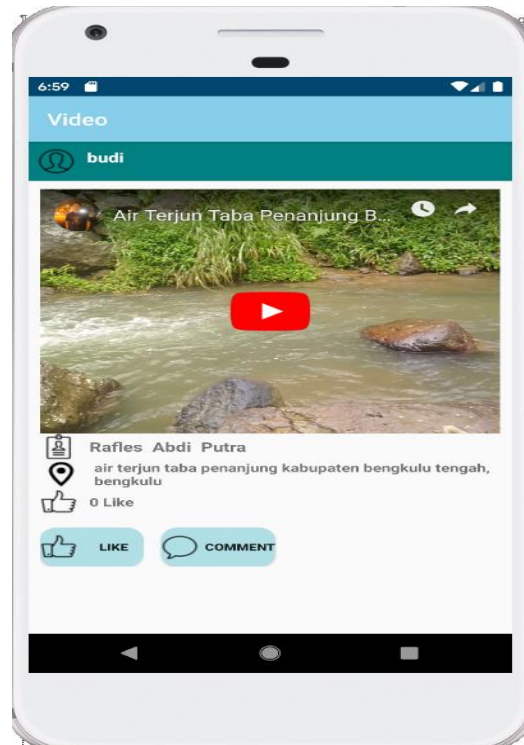 6:59
Video
budi
Air Terjun Taba Penanjung B...
Rafles Abdi Putra
air terjun taba penanjung kabupaten bengkulu tengah,
bengkulu
0 Like
LIKE
COMMENT